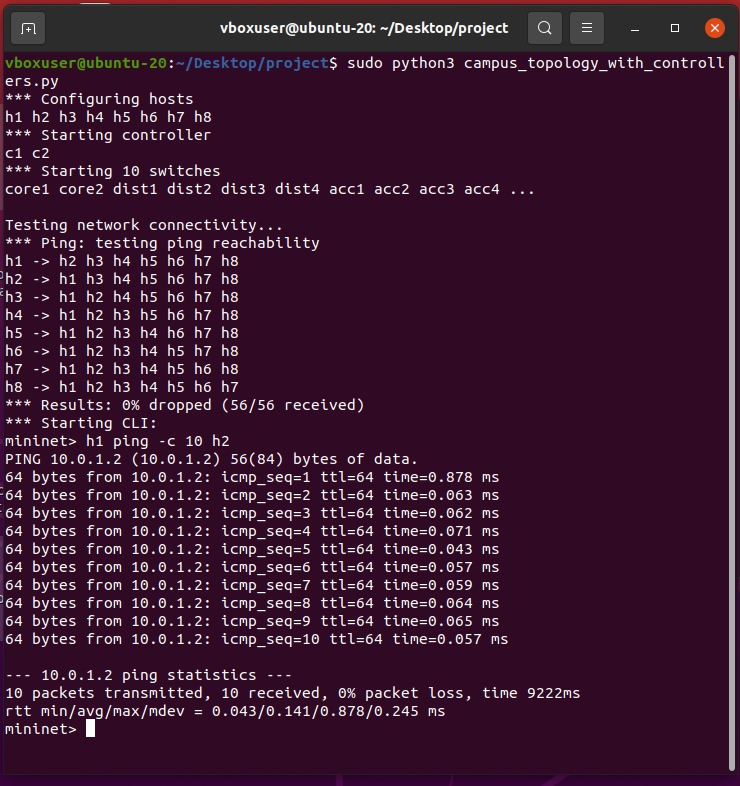 vboxuser@ubuntu-20: ~/Desktop/project
vboxuser@ubuntu-20:~/Desktop/project$ sudo python3 campus_topology_with_controll
ers.py
*** Configuring hosts
h1 h2 h3 h4 h5 h6 h7 h8
*** Starting controller
c1 c2
*** Starting 10 switches
core1 core2 dist1 dist2 dist3 dist4 acc1 acc2 acc3 acc4 ...
Testing network connectivity...
*** Ping: testing ping reachability
h1 -> h2 h3 h4 h5 h6 h7 h8
h2 -> h1 h3 h4 h5 h6 h7 h8
h3 -> h1 h2 h4 h5 h6 h7 h8
h4 -> h1 h2 h3 h5 h6 h7 h8
h5 -> h1 h2 h3 h4 h6 h7 h8
h6 -> h1 h2 h3 h4 h5 h7 h8
h7 -> h1 h2 h3 h4 h5 h6 h8
h8 -> h1 h2 h3 h4 h5 h6 h7
*** Results: 0% dropped (56/56 received)
*** Starting CLI:
mininet> h1 ping -c 10 h2
PING 10.0.1.2 (10.0.1.2) 56(84) bytes of data.
64 bytes from 10.0.1.2: icmp_seq=1 ttl=64 time=0.878 ms
64 bytes from 10.0.1.2: icmp_seq=2 ttl=64 time=0.063 ms
64 bytes from 10.0.1.2: icmp_seq=3 ttl=64 time=0.062 ms
64 bytes from 10.0.1.2: icmp_seq=4 ttl=64 time=0.071 ms
64 bytes from 10.0.1.2: icmp_seq=5 ttl=64 time=0.043 ms
64 bytes from 10.0.1.2: icmp_seq=6 ttl=64 time=0.057 ms
64 bytes from 10.0.1.2: icmp_seq=7 ttl=64 time=0.059 ms
64 bytes from 10.0.1.2: icmp_seq=8 ttl=64 time=0.064 ms
64 bytes from 10.0.1.2: icmp_seq=9 ttl=64 time=0.065 ms
64 bytes from 10.0.1.2: icmp_seq=10 ttl=64 time=0.057 ms
--- 10.0.1.2 ping statistics ---
10 packets transmitted, 10 received, 0% packet loss, time 9222ms
rtt min/avg/max/mdev = 0.043/0.141/0.878/0.245 ms
mininet>